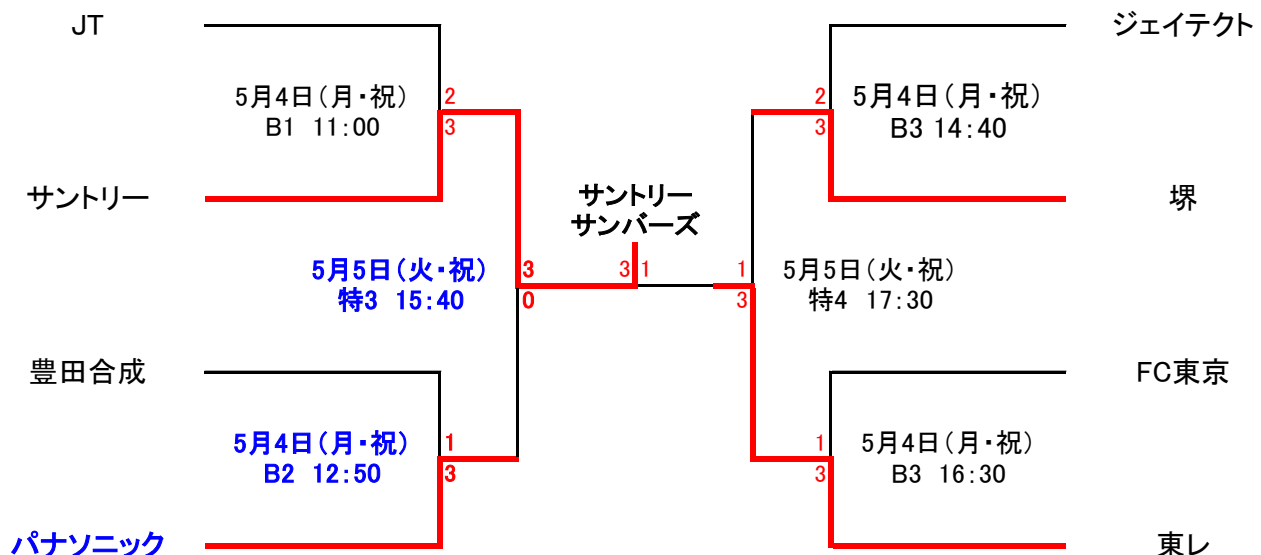 JT
ジェイテクト
5月4日(月・祝)
B1 11:00
2
3
2
3
5月4日(月・祝)
B3 14:40
サントリー
サントリー
サンバーズ
堺
5月5日(火・祝)
特3 15:40
3
0
3
1
1
3
5月5日(火・祝)
特4 17:30
豊田合成
FC東京
5月4日(月・祝)
B2 12:50
1
3
1
3
5月4日(月・祝)
B3 16:30
パナソニック
東レ